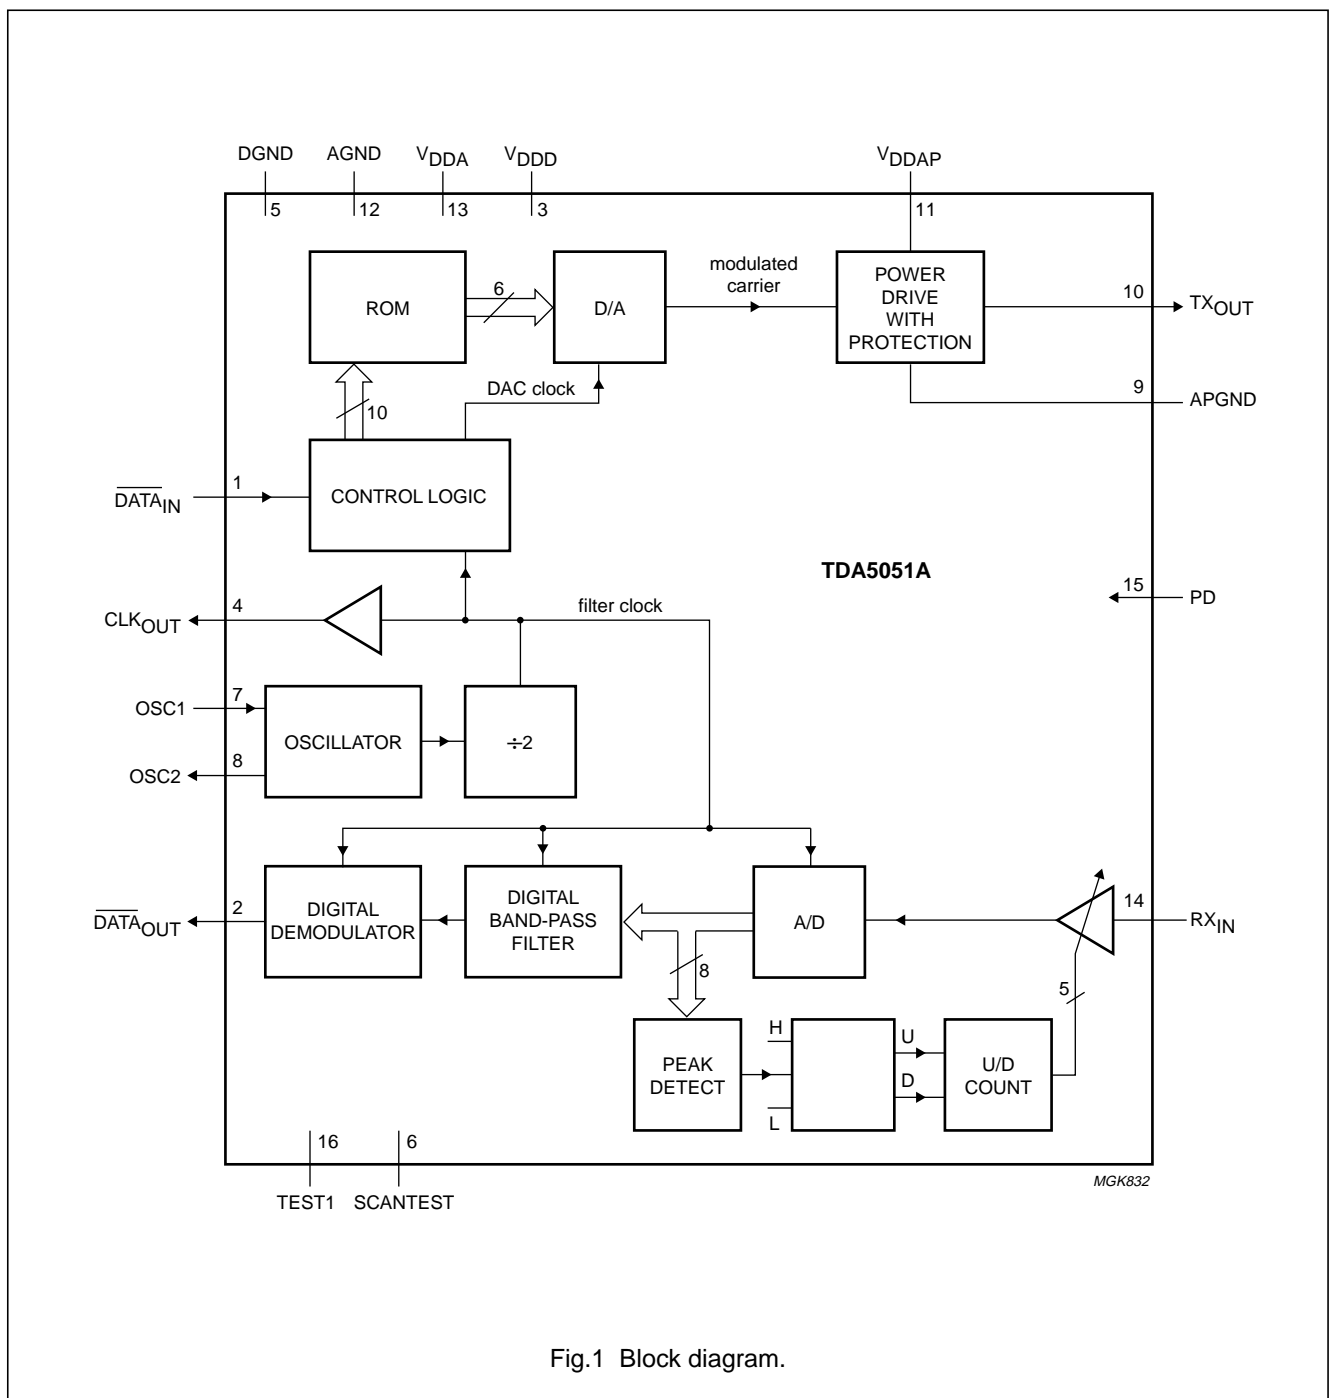 DGND AGND VDDA VDDD VDDAP
5 12 13 3 11
ROM
6
D/A
modulated
carrier
POWER
DRIVE
WITH
PROTECTION
10 TXOUT
9 APGND
DAC clock
10
DATAIN 1
CONTROL LOGIC
TDA5051A
15 PD
CLKOUT 4
filter clock
OSC1 7
OSC2 8
OSCILLATOR
÷2
DATAOUT 2
DIGITAL
DEMODULATOR
DIGITAL
BAND-PASS
FILTER
A/D
14 RXIN
8
5
PEAK
DETECT
H
L
U
D
U/D
COUNT
16 6
TEST1 SCANTEST
MGK832
Fig.1 Block diagram.